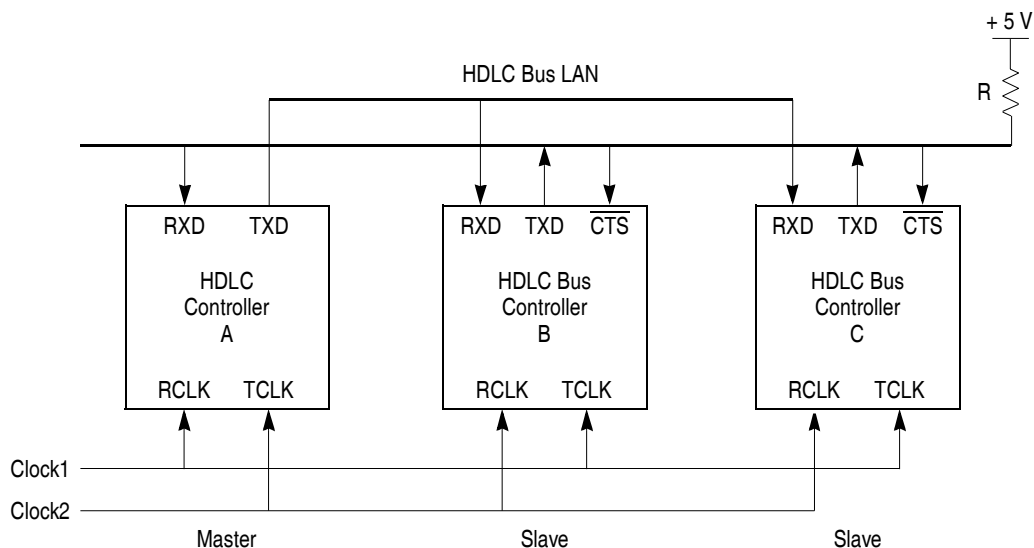 + 5 V
HDLC Bus LAN
R
RXD TXD
RXD TXD CTS
RXD TXD CTS
HDLC
Controller
A
HDLC Bus
Controller
B
HDLC Bus
Controller
C
RCLK TCLK
RCLK TCLK
RCLK TCLK
Clock1
Clock2
Master
Slave
Slave